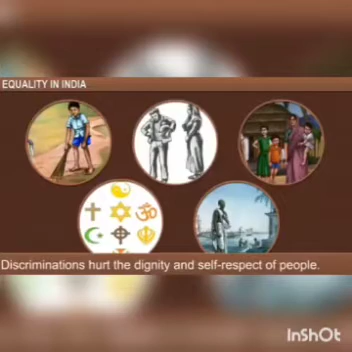 EQUALITY IN INDIA
Discriminations hurt the dignity and self-respect of people.
InShOt